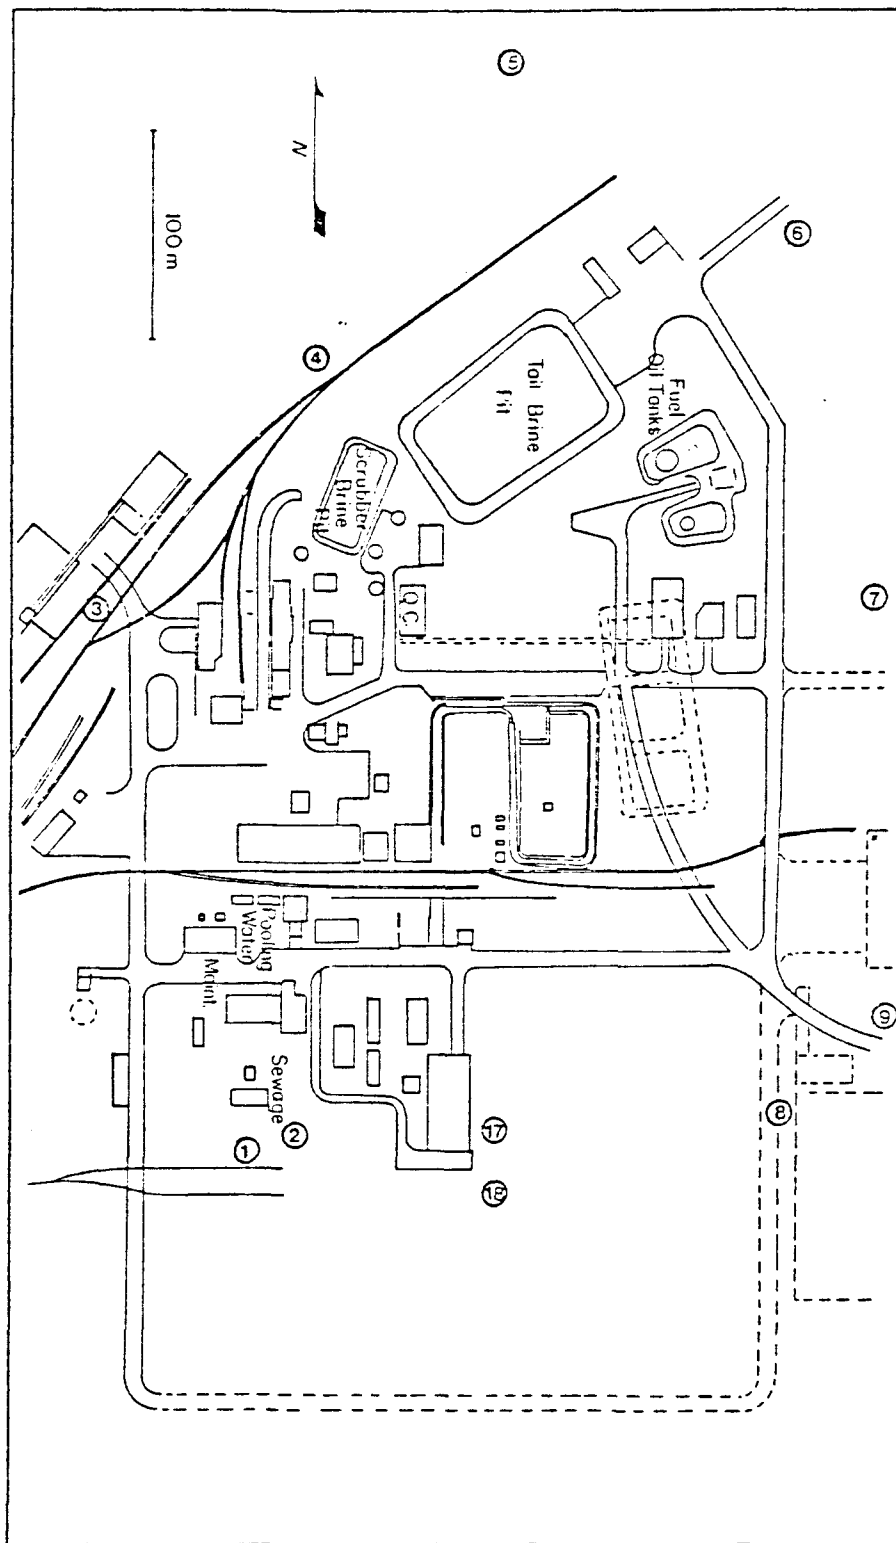 5
6
N
100 m
4
Tail Brine
Pit
Fuel
Oil Tanks
Scrubber
Brine
Pit
Q.C.
3
7
Cooling
Water
Maint.
Sewage
9
8
1
2
17
18